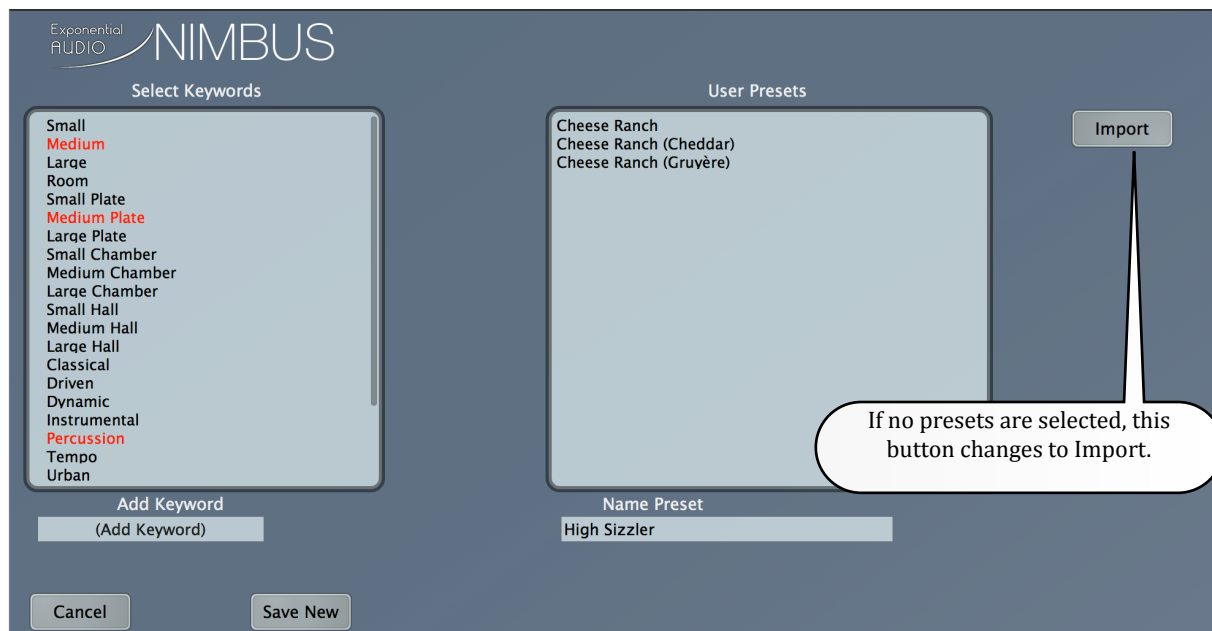 Exponential
AUDIO
NIMBUS
Select Keywords
Small
Medium
Large
Room
Small Plate
Medium Plate
Large Plate
Small Chamber
Medium Chamber
Large Chamber
Small Hall
Medium Hall
Large Hall
Classical
Driven
Dynamic
Instrumental
Percussion
Tempo
Urban
Add Keyword
(Add Keyword)
Cancel
Save New
User Presets
Cheese Ranch
Cheese Ranch (Cheddar)
Cheese Ranch (Gruyère)
Name Preset
High Sizzler
Import
If no presets are selected, this
button changes to Import.